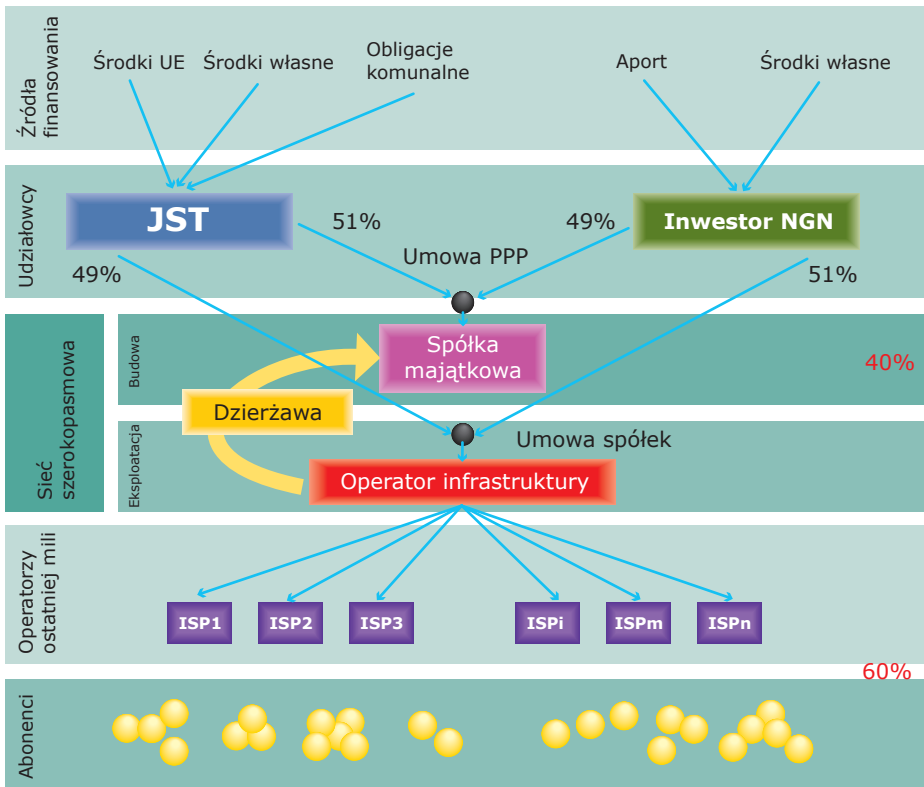 Źródła
finansowania
Środki UE
Środki własne
Obligacje
komunalne
Aport
Środki własne
Udziałowcy
JST
51%
49%
Inwestor NGN
Umowa PPP
49%
51%
Sieć
szerokopasmowa
Budowa
Spółka
majątkowa
40%
Dzierżawa
Eksploatacja
Umowa spółek
Operator infrastruktury
Operatorzy
ostatniej mili
ISP1
ISP2
ISP3
ISPi
ISPm
ISPn
60%
Abonenci